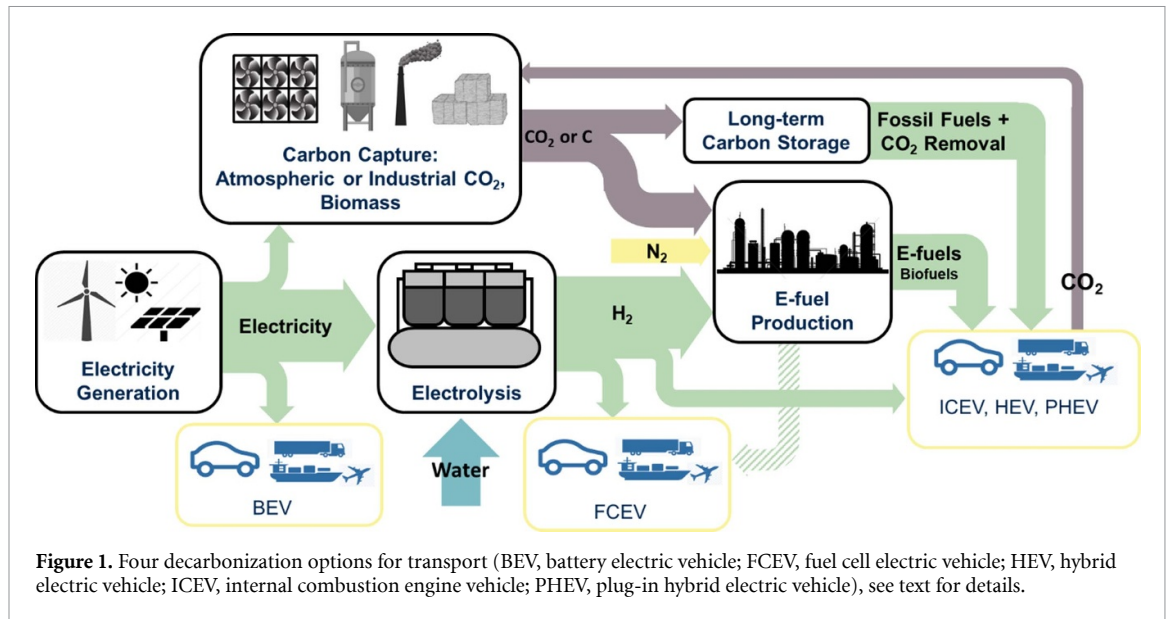 Carbon Capture:
Atmospheric or Industrial CO₂,
Biomass
CO₂ or C
Long-term
Carbon Storage
Fossil Fuels +
CO₂ Removal
Electricity
Generation
Electricity
Electrolysis
Water
N₂
H₂
E-fuel
Production
E-fuels
Biofuels
CO₂
BEV
FCEV
ICEV, HEV, PHEV
Figure 1. Four decarbonization options for transport (BEV, battery electric vehicle; FCEV, fuel cell electric vehicle; HEV, hybrid
electric vehicle; ICEV, internal combustion engine vehicle; PHEV, plug-in hybrid electric vehicle), see text for details.